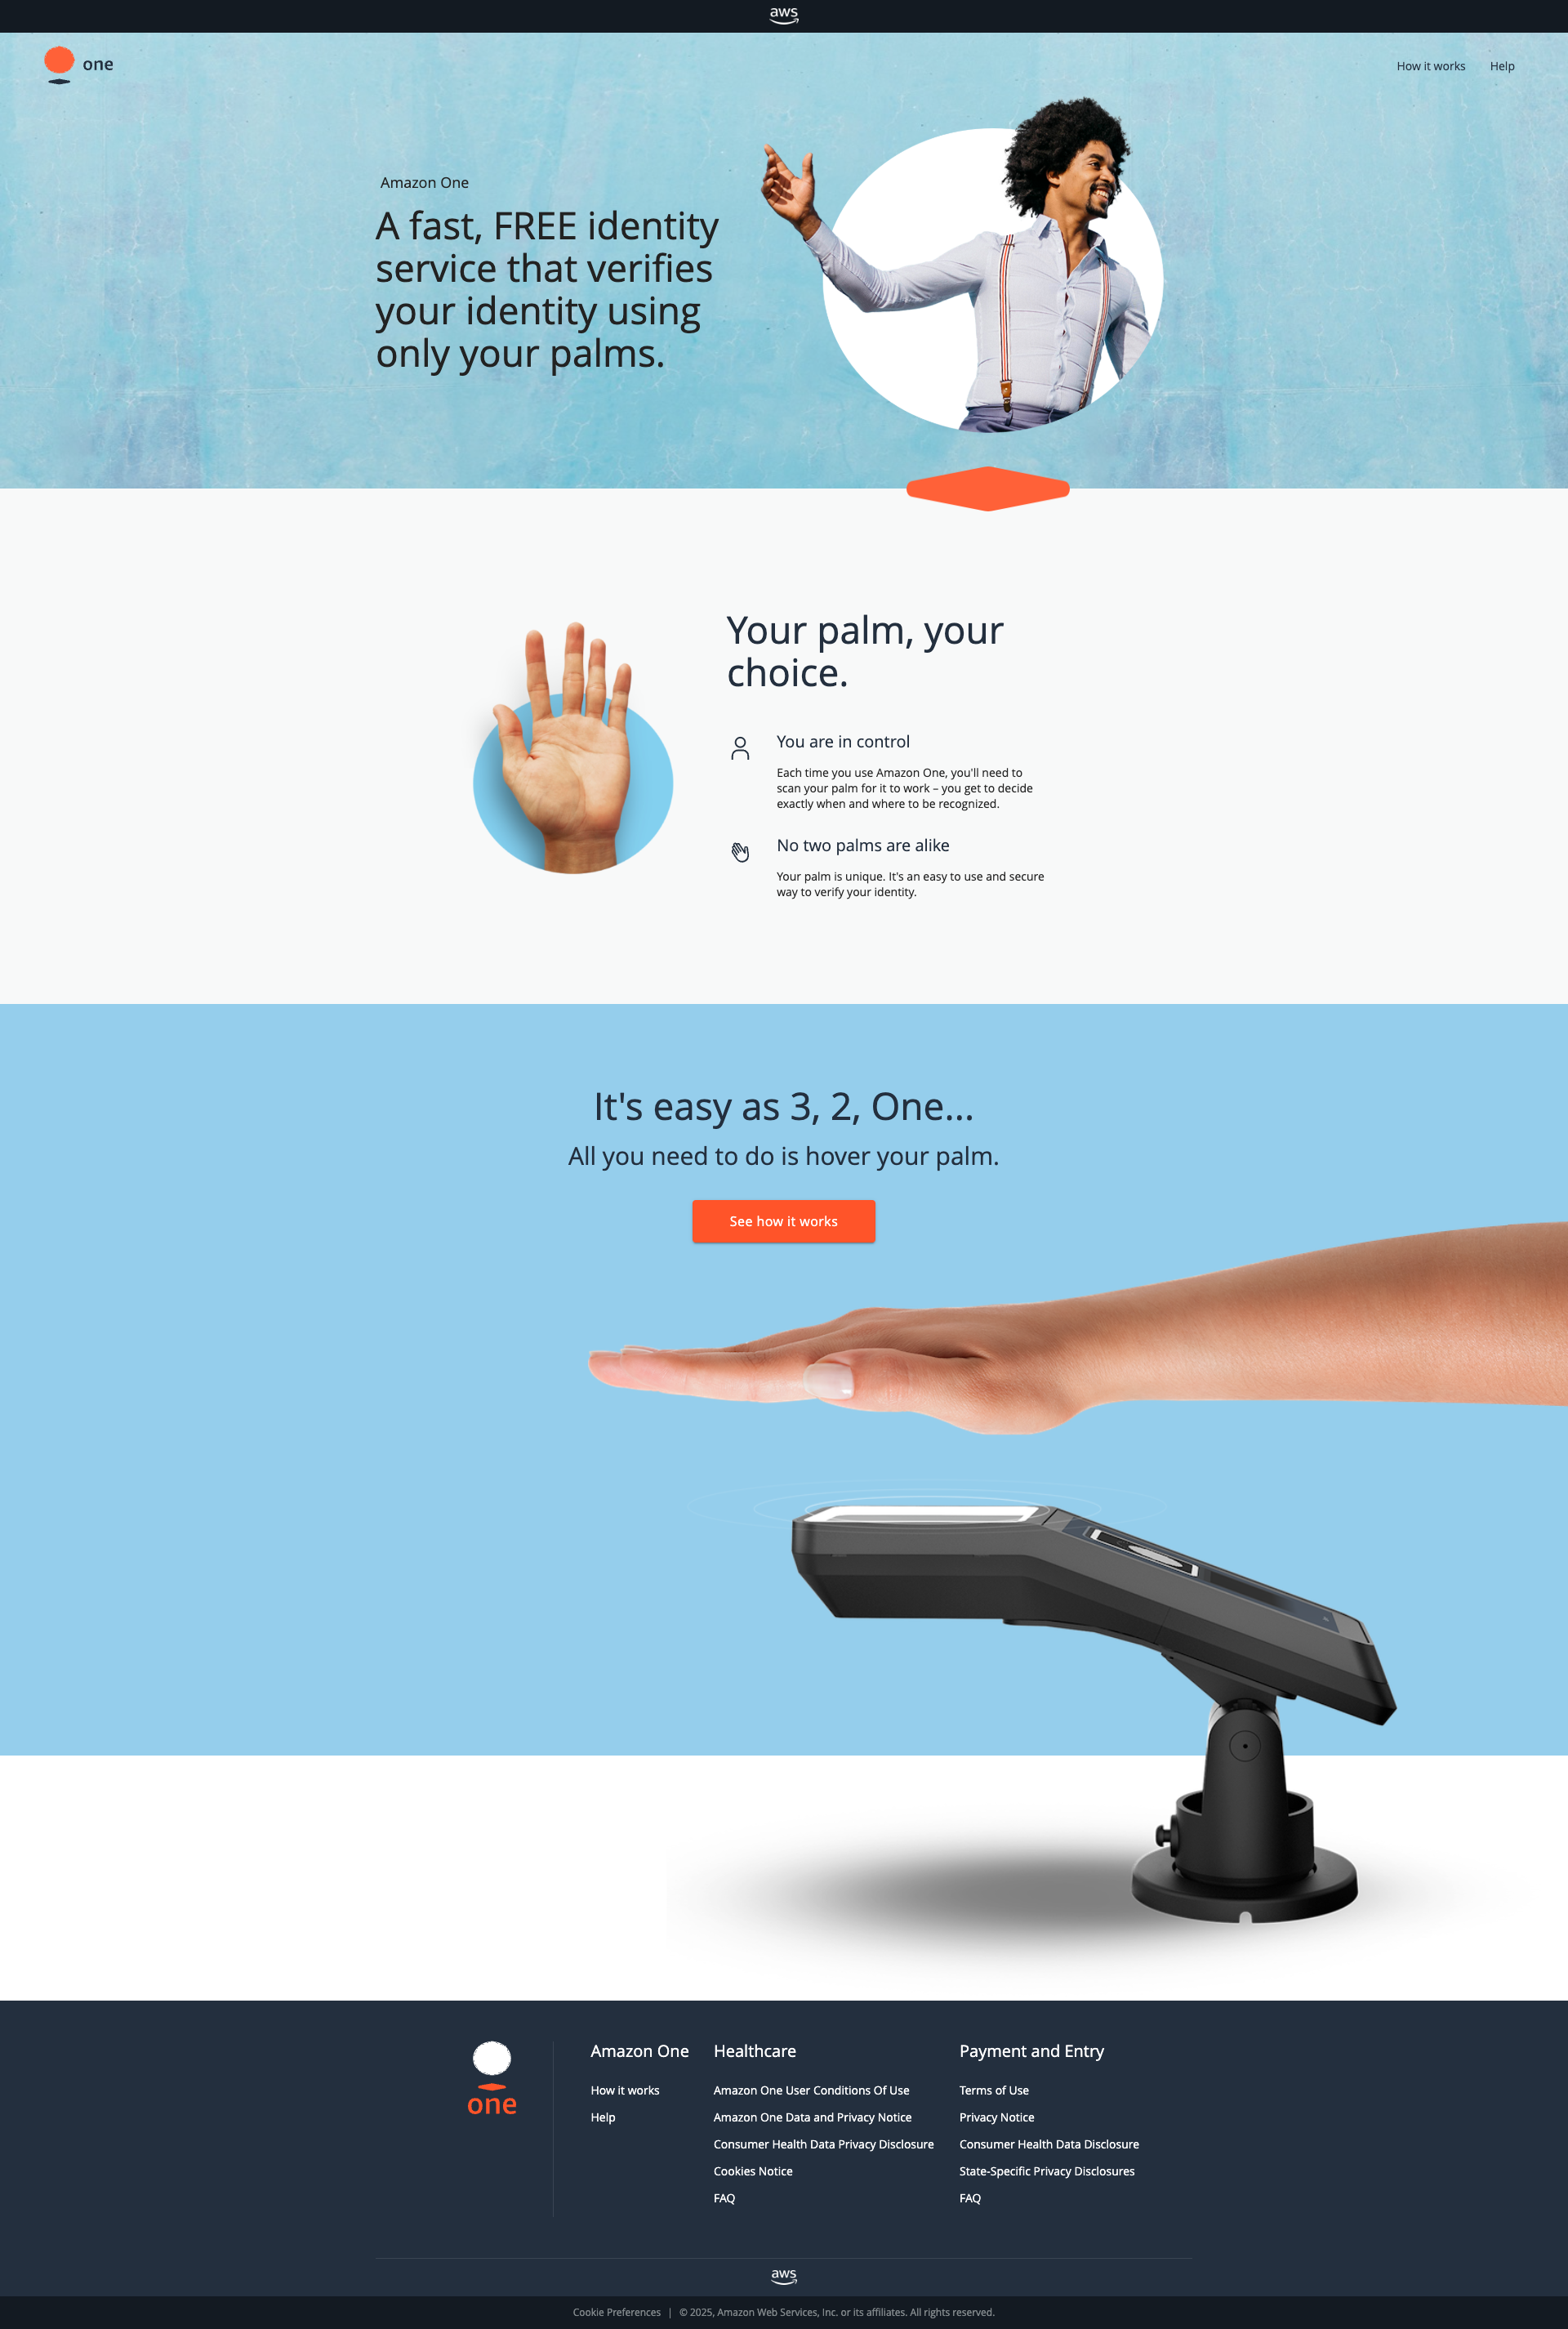 aws
one
How it works
Help
Amazon One
A fast, FREE identity
service that verifies
your identity using
only your palms.
Your palm, your
choice.
You are in control
Each time you use Amazon One, you'll need to
scan your palm for it to work – you get to decide
exactly when and where to be recognized.
No two palms are alike
Your palm is unique. It's an easy to use and secure
way to verify your identity.
It's easy as 3, 2, One...
All you need to do is hover your palm.
See how it works
one
Amazon One
How it works
Help
Healthcare
Amazon One User Conditions Of Use
Amazon One Data and Privacy Notice
Consumer Health Data Privacy Disclosure
Cookies Notice
FAQ
Payment and Entry
Terms of Use
Privacy Notice
Consumer Health Data Disclosure
State-Specific Privacy Disclosures
FAQ
aws
Cookie Preferences | © 2025, Amazon Web Services, Inc. or its affiliates. All rights reserved.